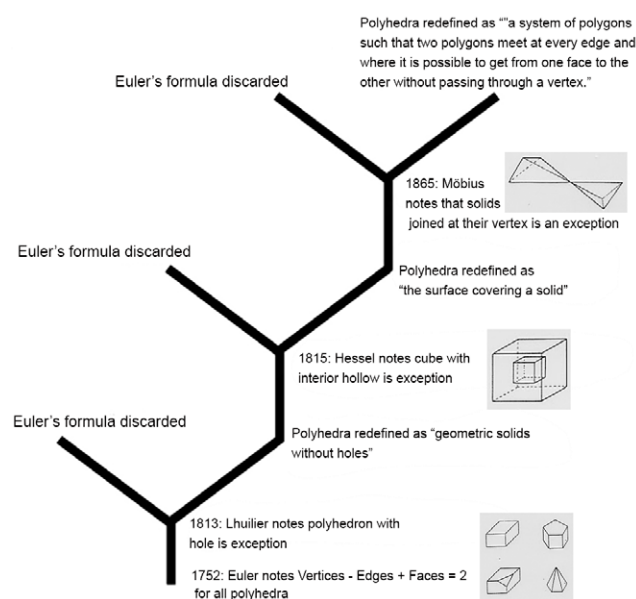 Polyhedra redefined as ""a system of polygons
such that two polygons meet at every edge and
where it is possible to get from one face to the
other without passing through a vertex."
Euler's formula discarded
1865: Möbius
notes that solids
joined at their vertex is an exception
Euler's formula discarded
Polyhedra redefined as
"the surface covering a solid"
1815: Hessel notes cube with
interior hollow is exception
Euler's formula discarded
Polyhedra redefined as "geometric solids
without holes"
1813: Lhuilier notes polyhedron with
hole is exception
1752: Euler notes Vertices - Edges + Faces = 2
for all polyhedra